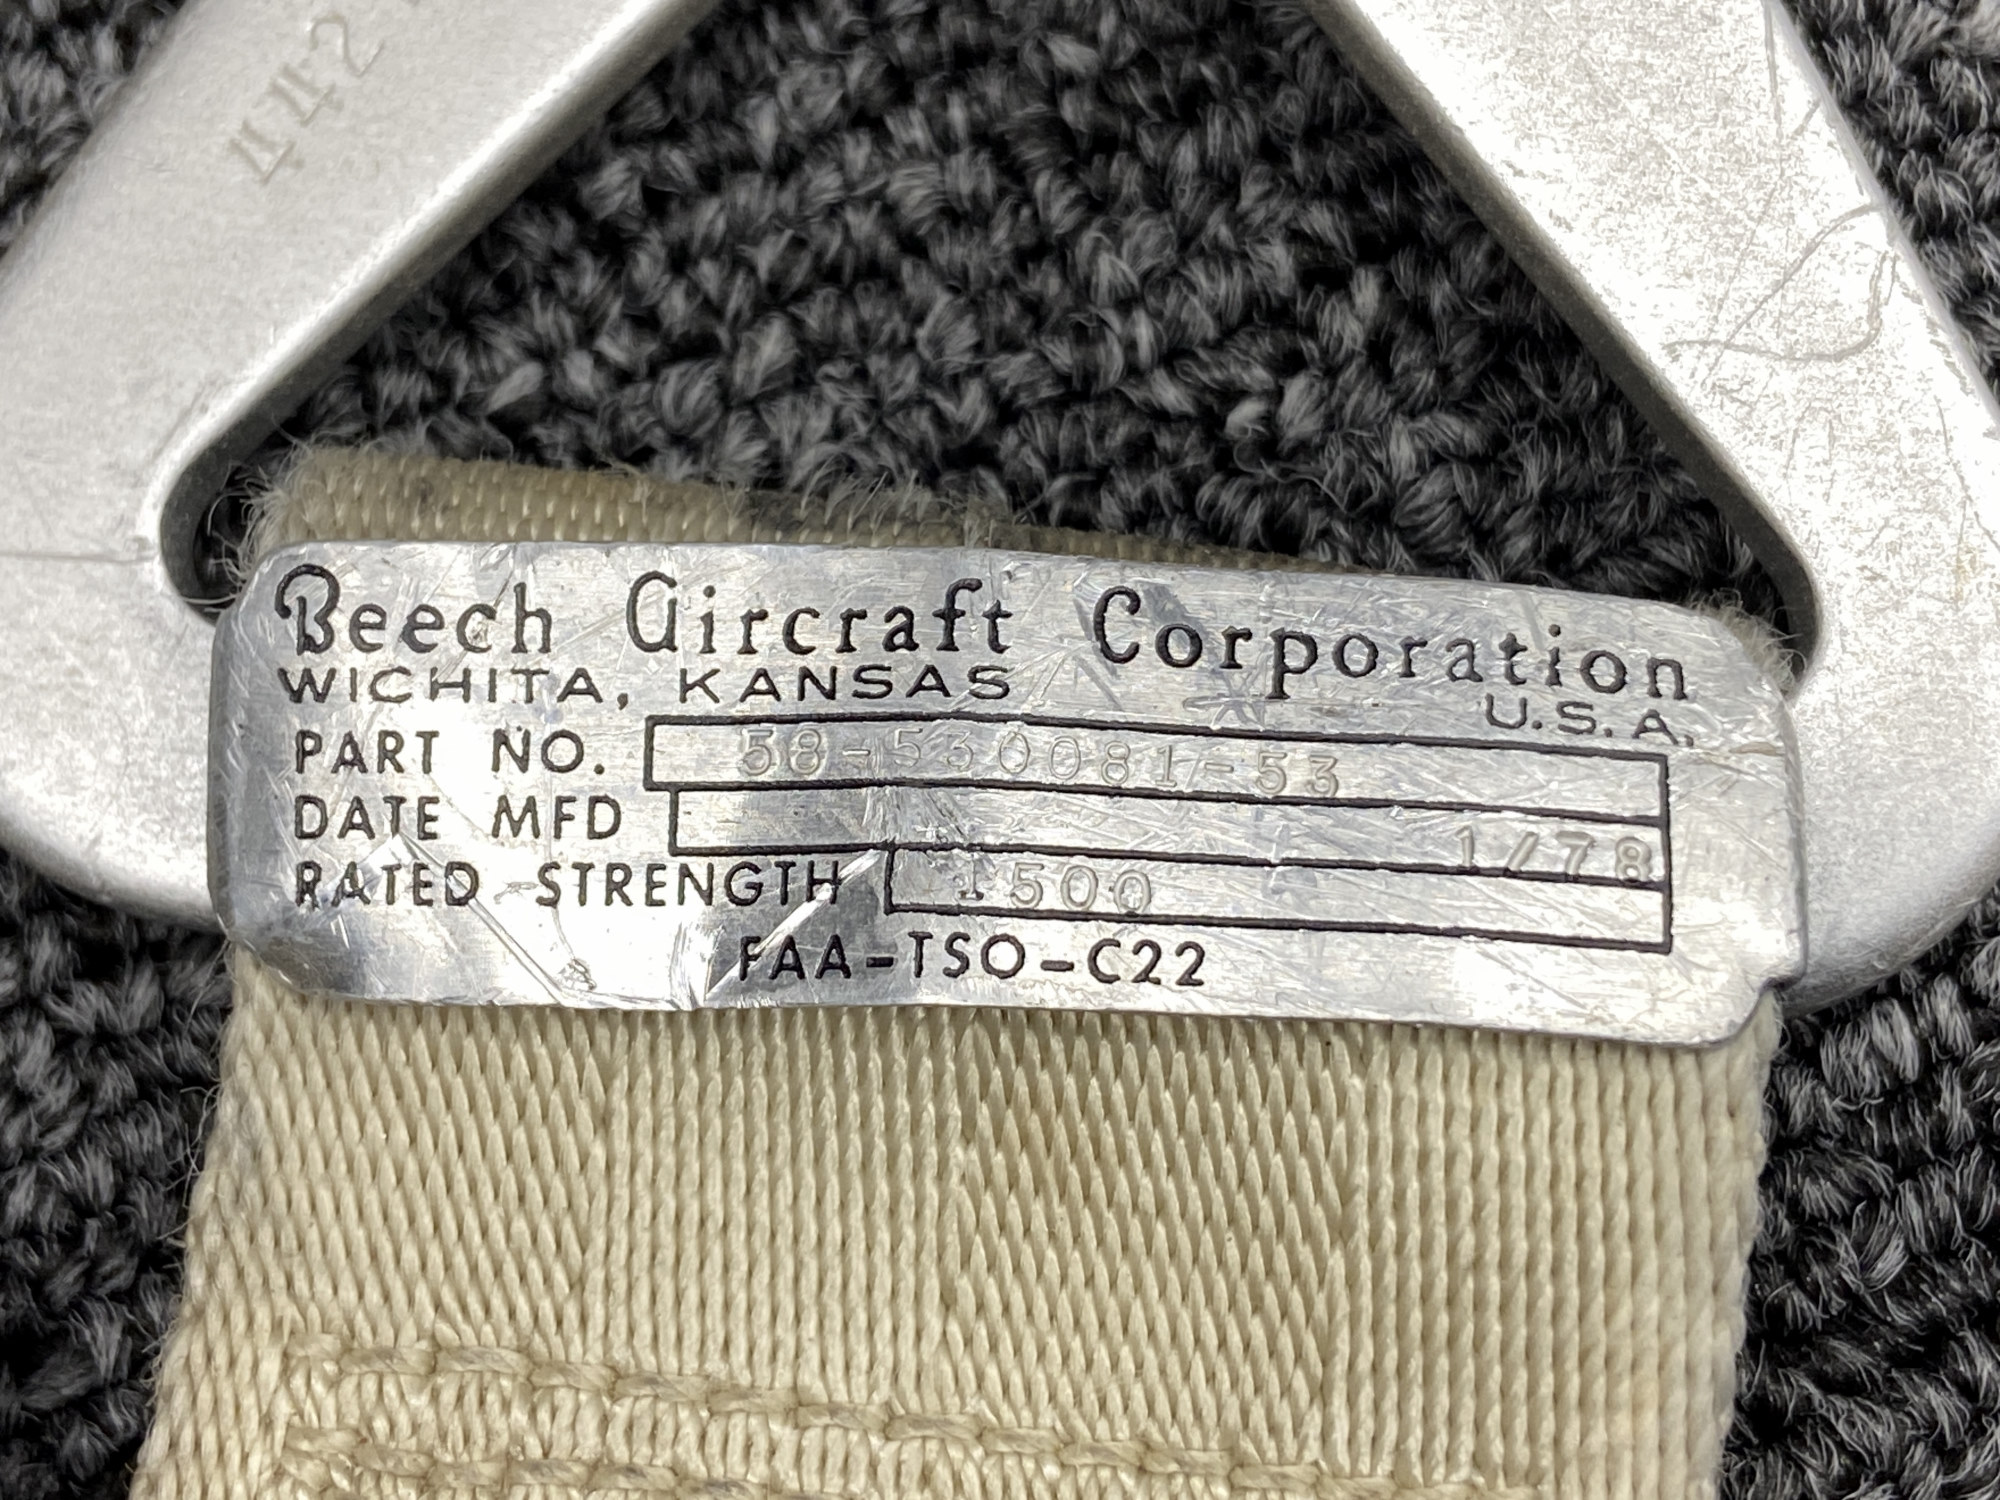 442
Beech Aircraft Corporation
WICHITA, KANSAS
U.S.A.
PART NO. 58-530081-53
DATE MFD 1/78
RATED STRENGTH 1500
FAA-TSO-C22